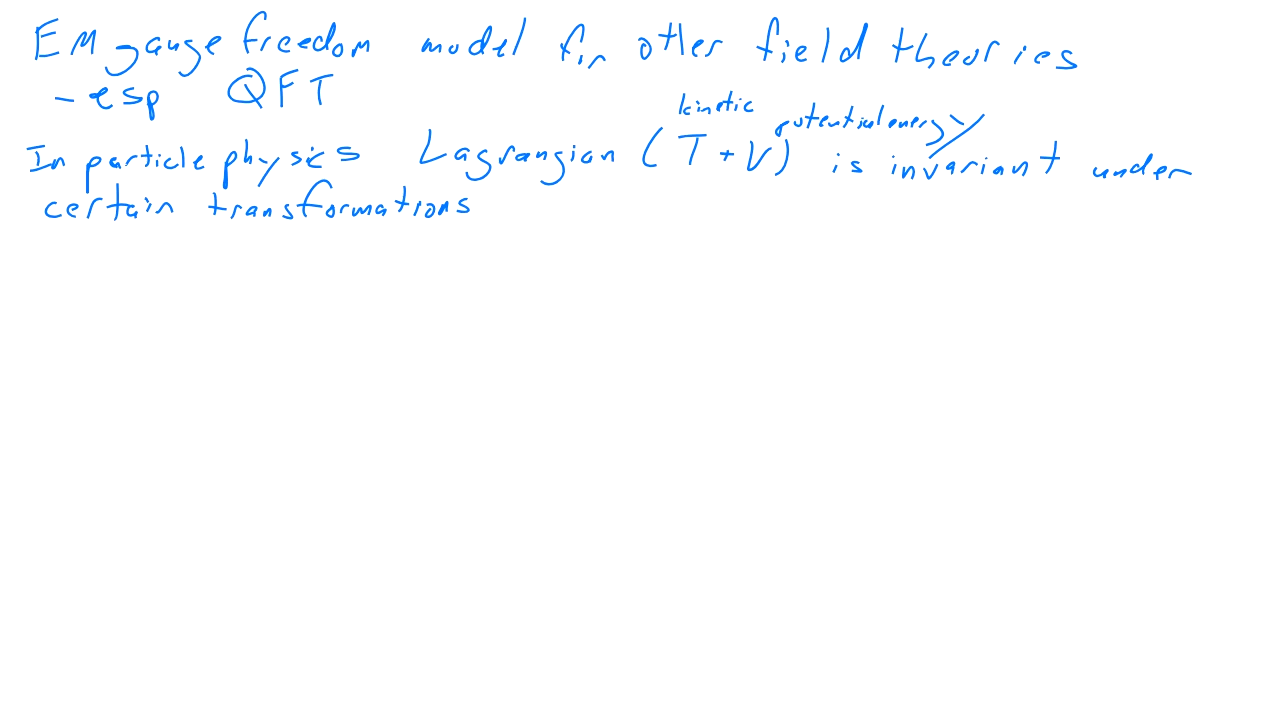 EM gauge freedom model for other field theories
- esp QFT
kinetic potential energy
In particle physics Lagrangian (T + V) is invariant under
certain transformations